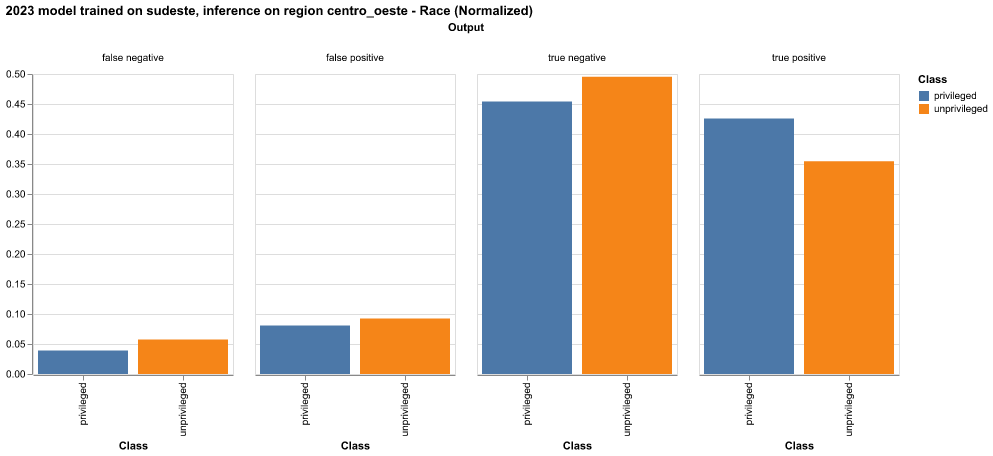 2023 model trained on sudeste, inference on region centro_oeste - Race (Normalized)
Output
false negative
false positive
true negative
true positive
0.50
0.45
0.40
0.35
0.30
0.25
0.20
0.15
0.10
0.05
0.00
privileged
unprivileged
privileged
unprivileged
privileged
unprivileged
privileged
unprivileged
Class
Class
Class
Class
Class
privileged
unprivileged